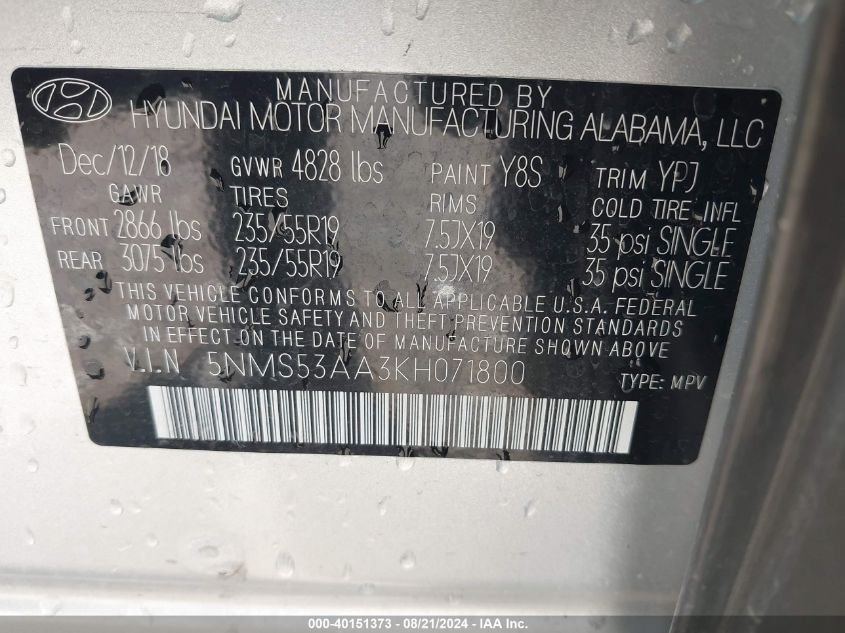 MANUFACTURED BY
HYUNDAI MOTOR MANUFACTURING ALABAMA, LLC
Dec/12/18 GVWR 4828 lbs PAINT Y8S TRIM YPJ
GAWR TIRES RIMS COLD TIRE INFL
FRONT 2866 lbs 235/55R19 7.5JX19 35 psi SINGLE
REAR 3075 lbs 235/55R19 7.5JX19 35 psi SINGLE
THIS VEHICLE CONFORMS TO ALL APPLICABLE U.S.A. FEDERAL
MOTOR VEHICLE SAFETY AND THEFT PREVENTION STANDARDS
IN EFFECT ON THE DATE OF MANUFACTURE SHOWN ABOVE.
V.I.N. 5NMS53AA3KH071800 TYPE: MPV
000-40151373 - 08/21/2024 - IAA Inc.